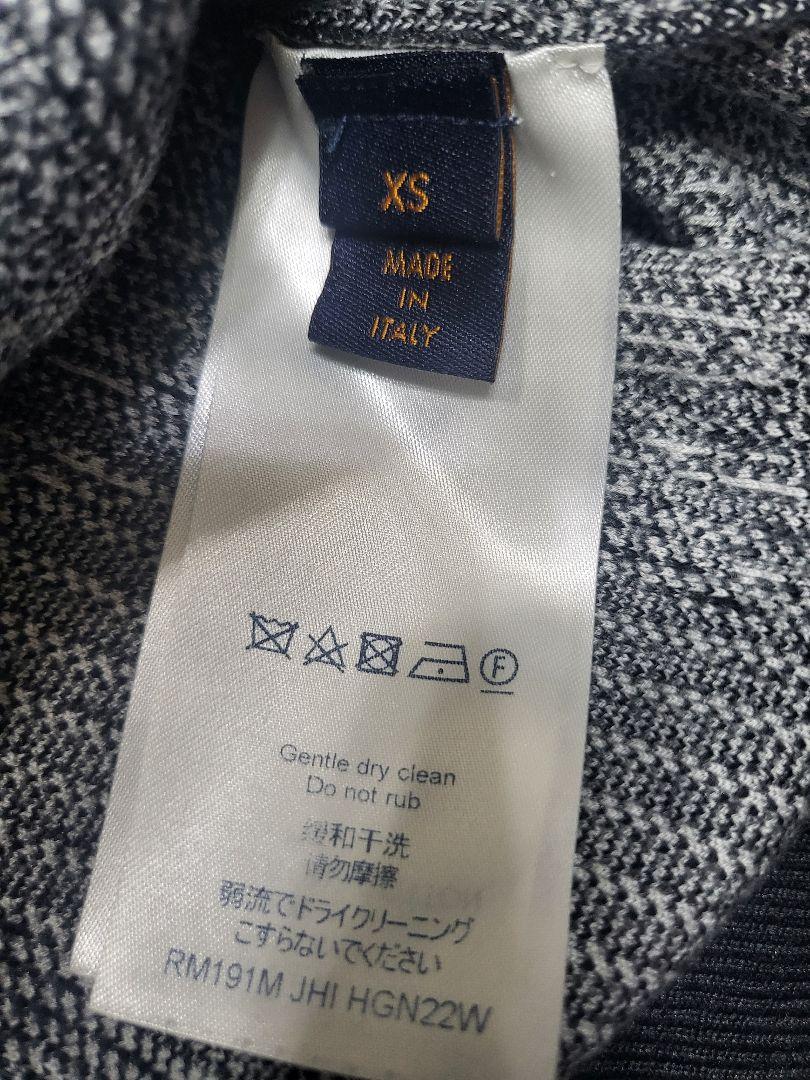 XS
MADE
IN
ITALY
F
Gentle dry clean
Do not rub
缓和干洗
请勿摩擦
弱流でドライクリーニング
こすらないでください
RM191M JHI HGN22W